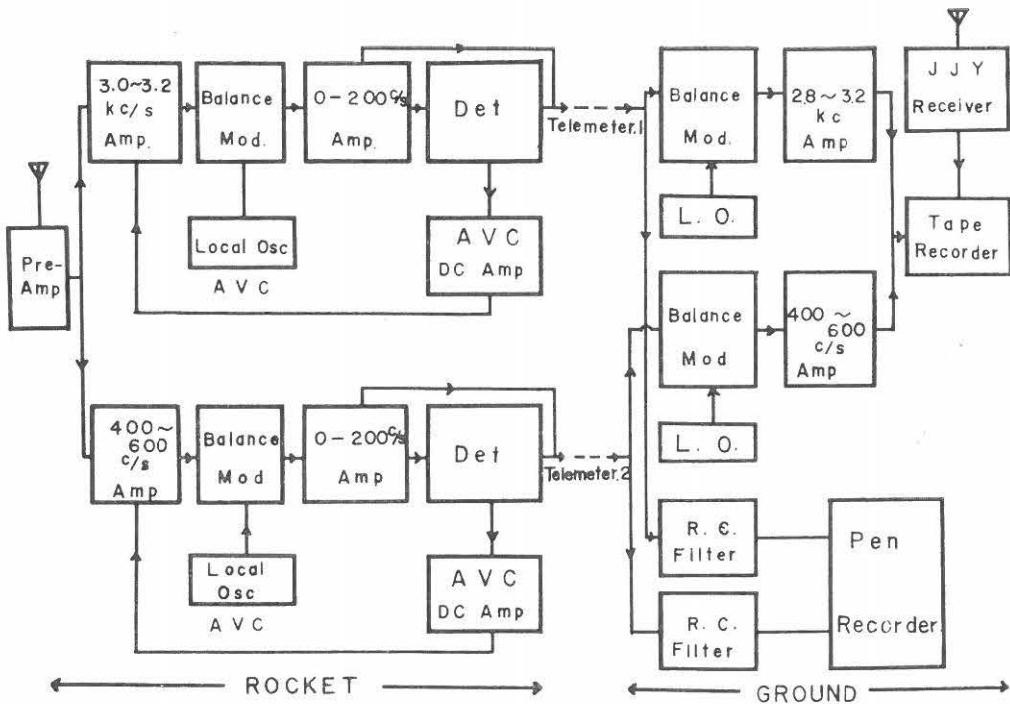 3.0~3.2
kc/s
Amp.
Balance
Mod.
0-200c/s
Amp.
Det
Telemeter.1
Local Osc
A V C
A V C
DC Amp
Pre-
Amp
400~
600
c/s
Amp
Balance
Mod
0-200c/s
Amp
Det
Telemeter.2
Local
Osc
A V C
A V C
DC Amp
ROCKET
Balance
Mod.
2.8~3.2
kc
Amp
J J Y
Receiver
L. O.
Tape
Recorder
Balance
Mod
400~
600
c/s
Amp
L. O.
R. C.
Filter
R. C.
Filter
Pen
Recorder
GROUND